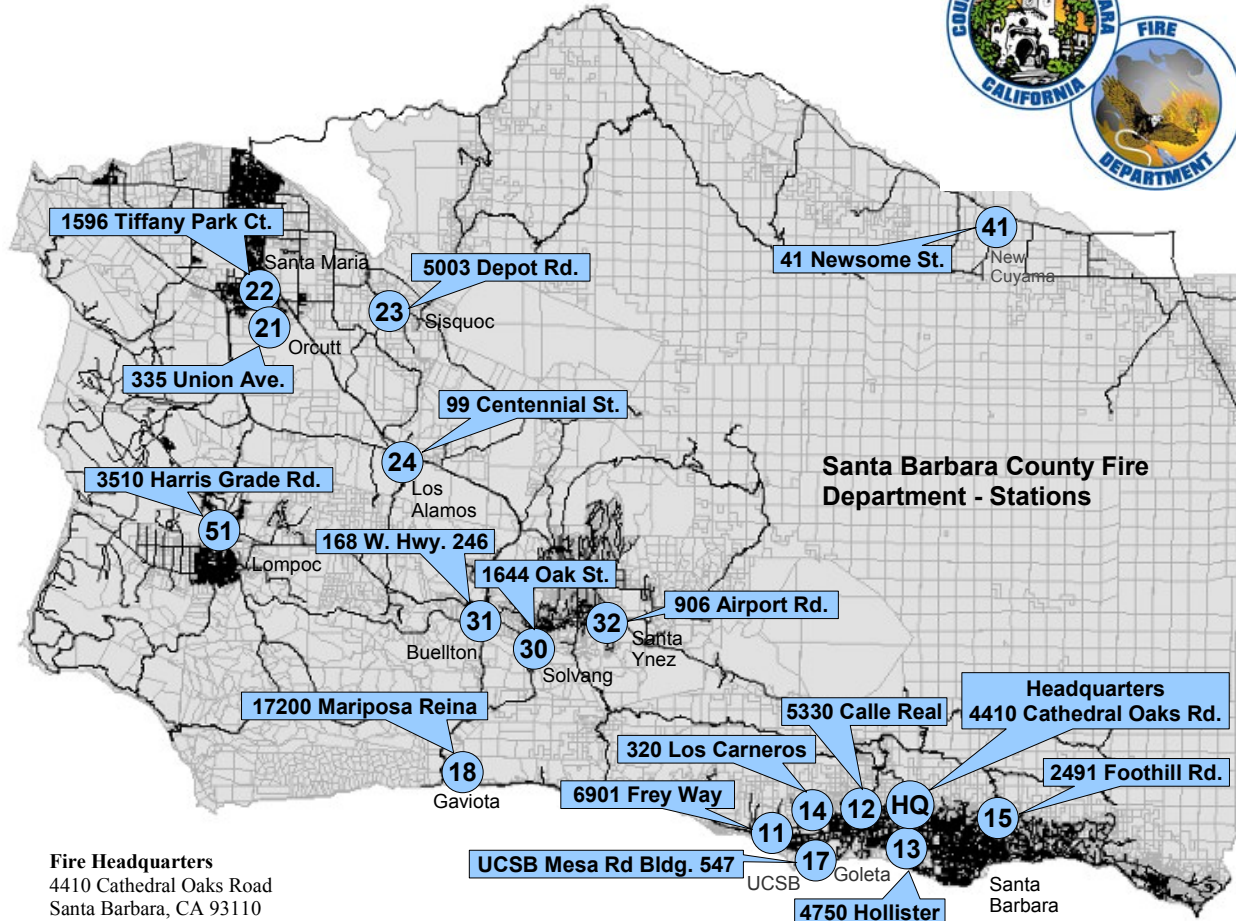 COU
ARA
CALIFORNIA
FIRE
DEPARTMENT
1596 Tiffany Park Ct.
Santa Maria
22
21
Orcutt
335 Union Ave.
5003 Depot Rd.
23
Sisquoc
41 Newsome St.
41
New
Cuyama
99 Centennial St.
24
Los
Alamos
Santa Barbara County Fire
Department - Stations
3510 Harris Grade Rd.
51
Lompoc
168 W. Hwy. 246
31
Buellton
1644 Oak St.
30
Solvang
906 Airport Rd.
32
Santa
Ynez
17200 Mariposa Reina
18
Gaviota
Headquarters
4410 Cathedral Oaks Rd.
HQ
5330 Calle Real
12
320 Los Carneros
14
2491 Foothill Rd.
15
6901 Frey Way
11
UCSB Mesa Rd Bldg. 547
17
UCSB
Goleta
13
4750 Hollister
Santa
Barbara
Fire Headquarters
4410 Cathedral Oaks Road
Santa Barbara, CA 93110